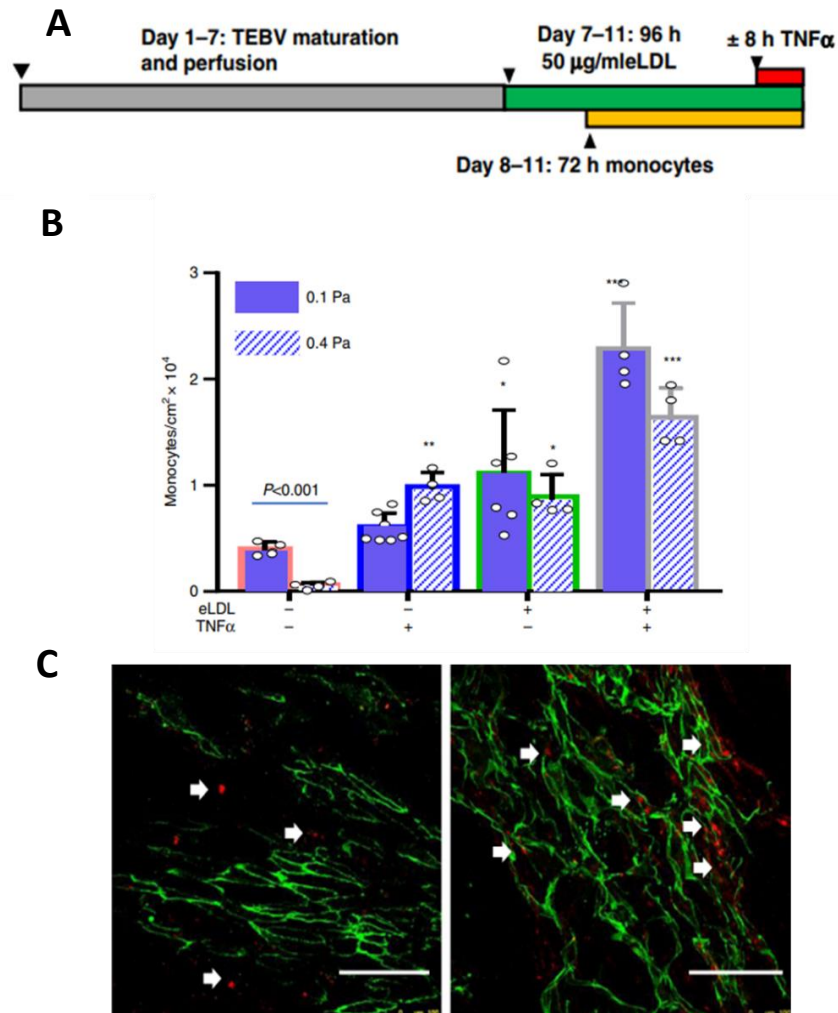 A
Day 1–7: TEBV maturation
and perfusion
Day 7–11: 96 h
50 μg/mleLDL
± 8 h TNFα
Day 8–11: 72 h monocytes
B
Monocytes/cm² × 10⁴
3
2
1
0
0.1 Pa
0.4 Pa
P<0.001
**
*
*
***
***
eLDL – – + +
TNFα – + – +
C